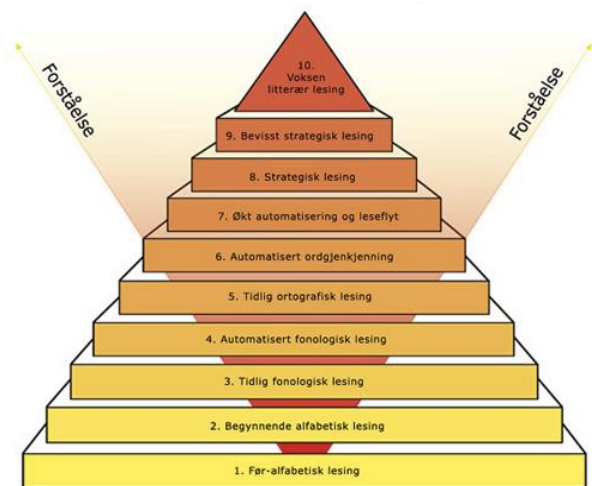 10.
Voksen
litterær lesing
Forståelse
Forståelse
9. Bevisst strategisk lesing
8. Strategisk lesing
7. Økt automatisering og leseflyt
6. Automatisert ordgjenkjenning
5. Tidlig ortografisk lesing
4. Automatisert fonologisk lesing
3. Tidlig fonologisk lesing
2. Begynnende alfabetisk lesing
1. Før-alfabetisk lesing